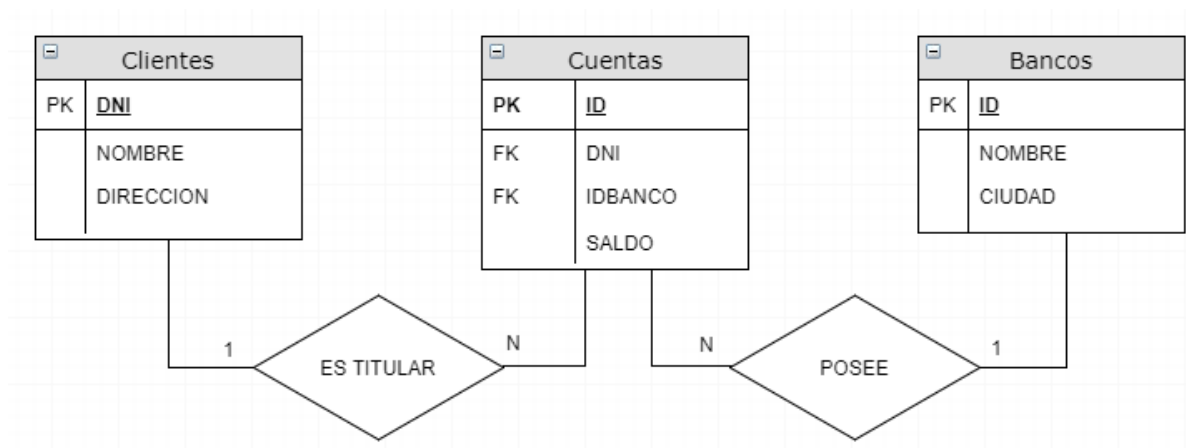 Clientes
PK DNI
NOMBRE
DIRECCION
Cuentas
PK ID
FK DNI
FK IDBANCO
SALDO
Bancos
PK ID
NOMBRE
CIUDAD
1 ES TITULAR N
N POSEE 1